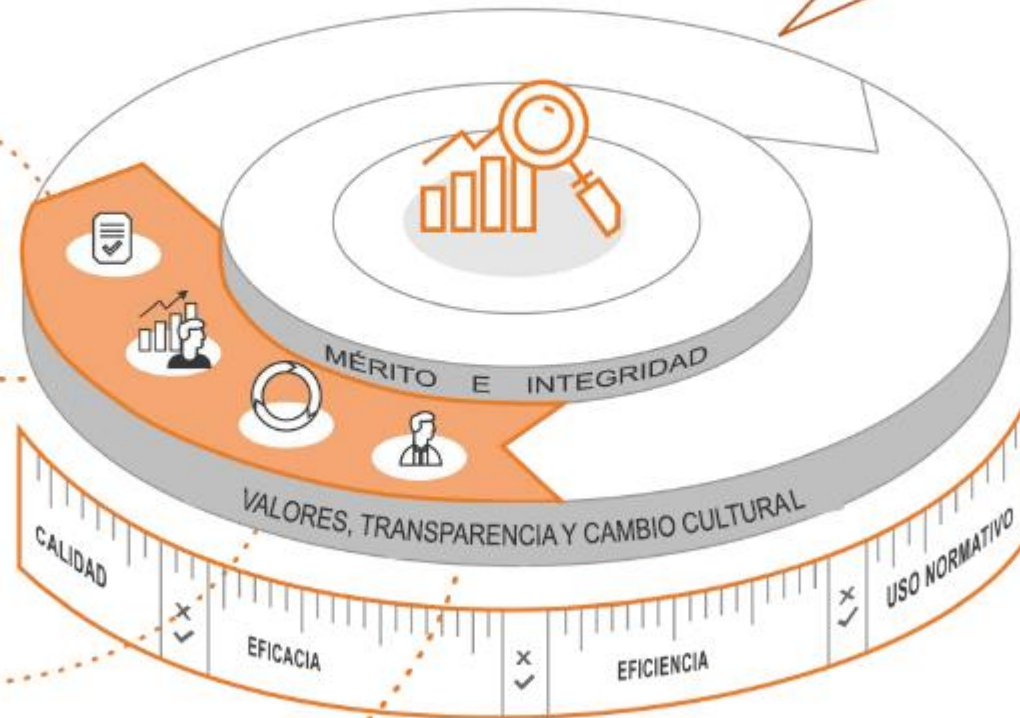 MÉRITO E INTEGRIDAD
VALORES, TRANSPARENCIA Y CAMBIO CULTURAL
CALIDAD
EFICACIA
EFICIENCIA
USO NORMATIVO